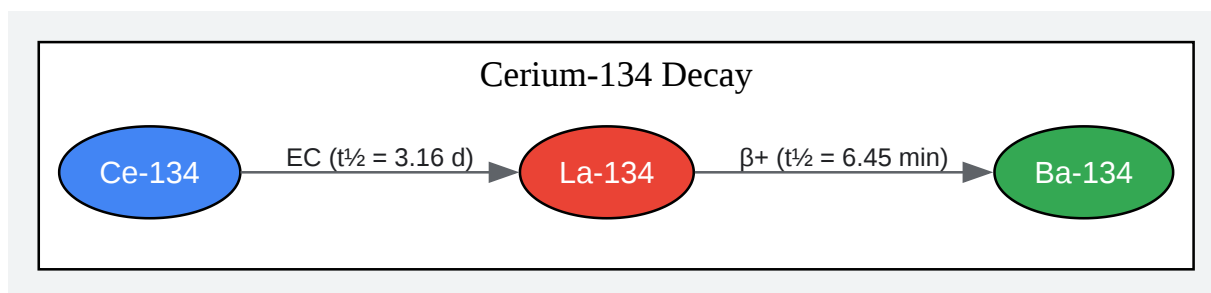 Cerium-134 Decay
Ce-134
EC (t½ = 3.16 d)
La-134
β+ (t½ = 6.45 min)
Ba-134